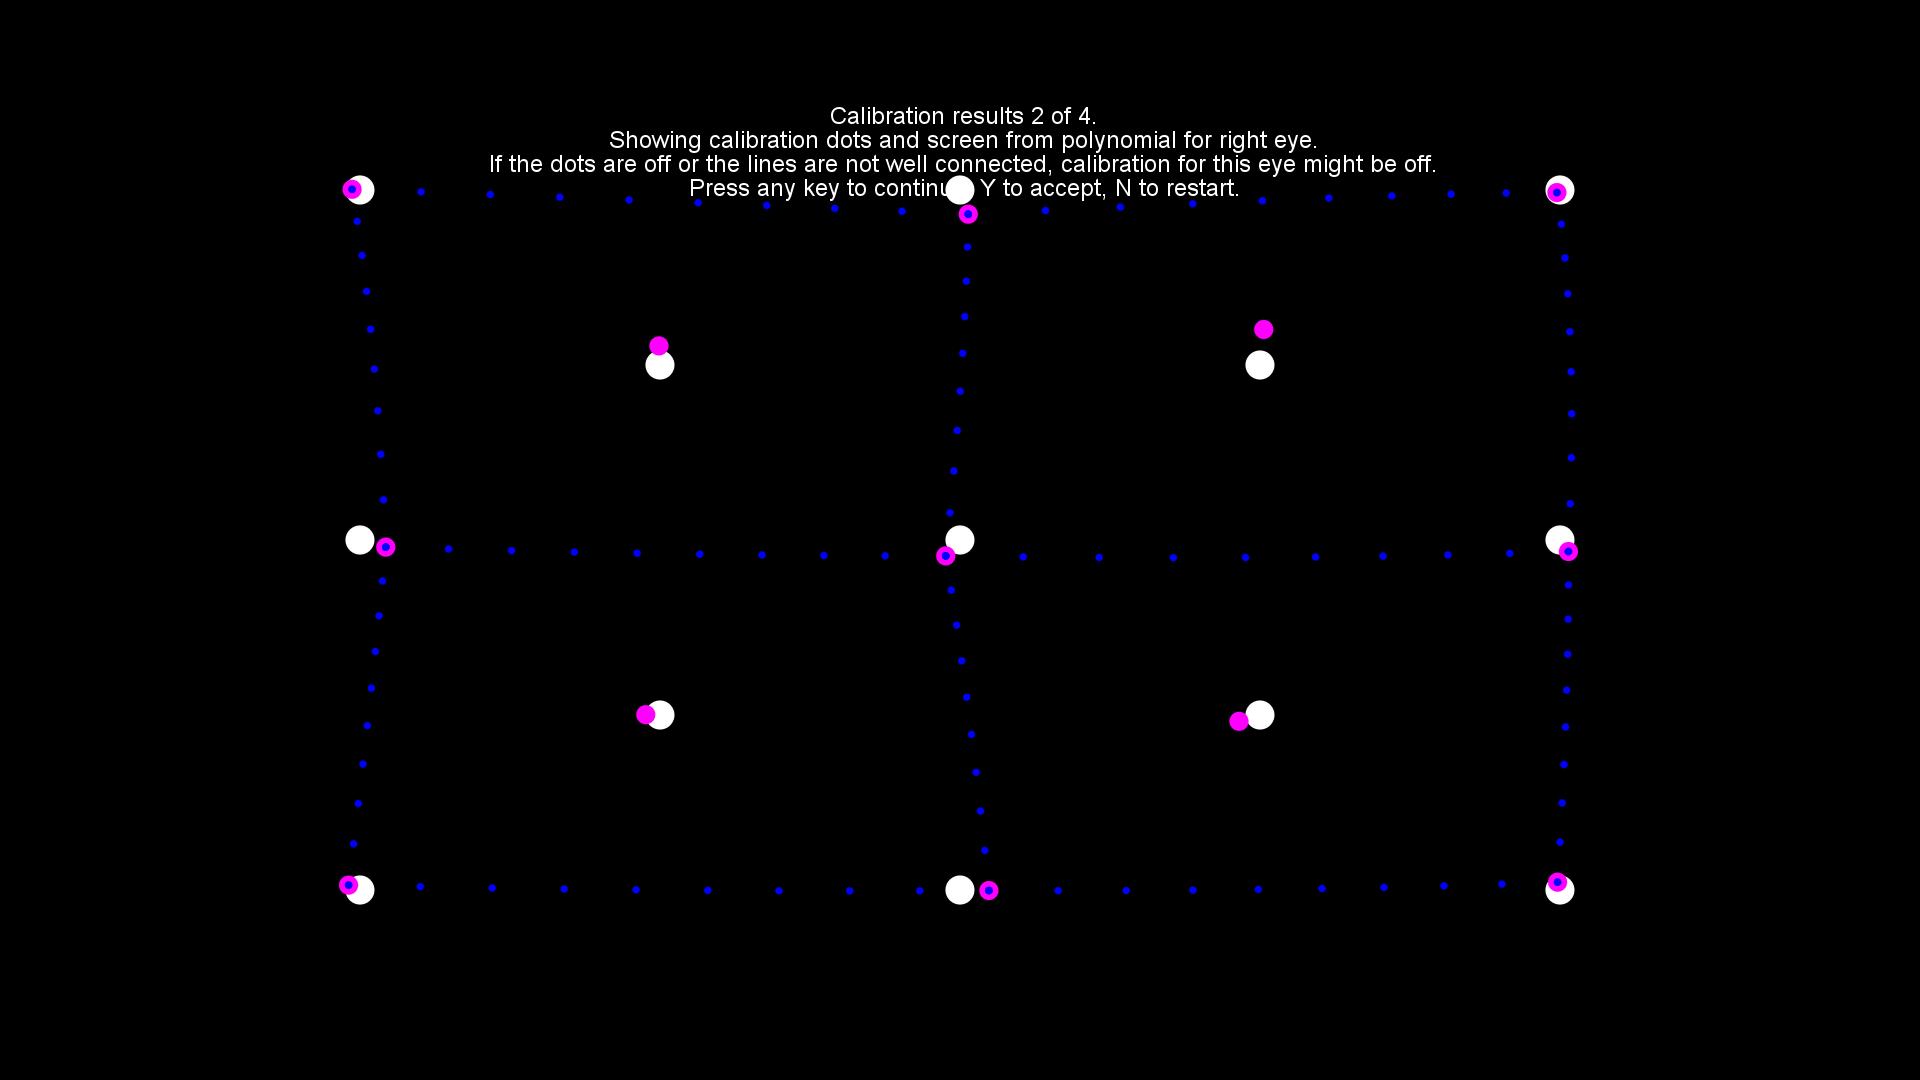 Calibration results 2 of 4.
Showing calibration dots and screen from polynomial for right eye.
If the dots are off or the lines are not well connected, calibration for this eye might be off.
Press any key to continu Y to accept, N to restart.